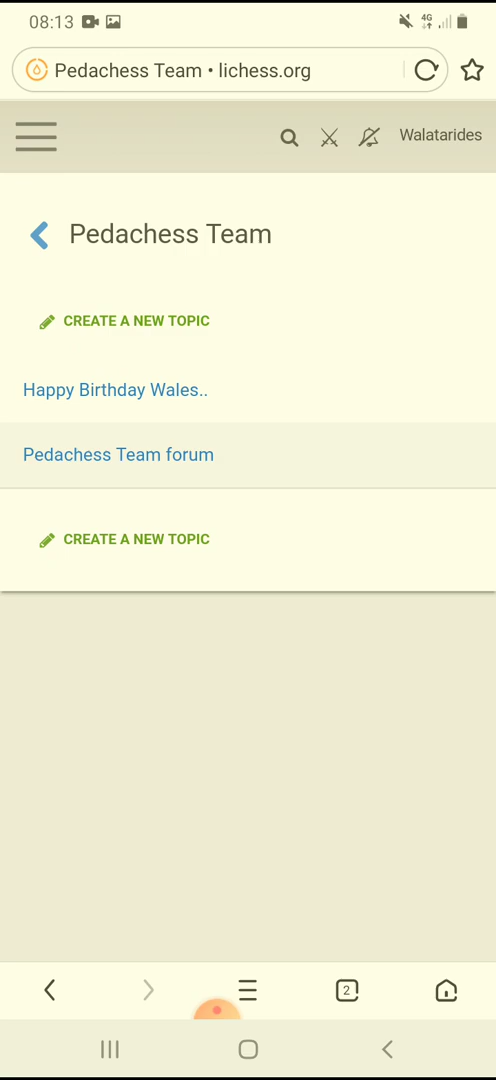 08:13
4G
Pedachess Team • lichess.org
Walatarides
Pedachess Team
CREATE A NEW TOPIC
Happy Birthday Wales..
Pedachess Team forum
CREATE A NEW TOPIC
2